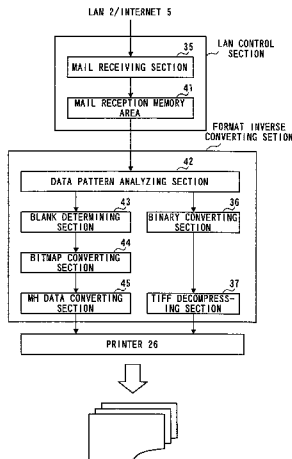 LAN 2/INTERNET 5
35
MAIL RECEIVING SECTION
LAN CONTROL
SECTION
41
MAIL RECEPTION MEMORY
AREA
FORMAT INVERSE
CONVERTING SETION
42
DATA PATTERN ANALYZING SECTION
43
BLANK DETERMINING
SECTION
36
BINARY CONVERTING
SECTION
44
BITMAP CONVERTING
SECTION
45
MH DATA CONVERTING
SECTION
37
TIFF DECOMPRESS-
ING SECTION
PRINTER 26